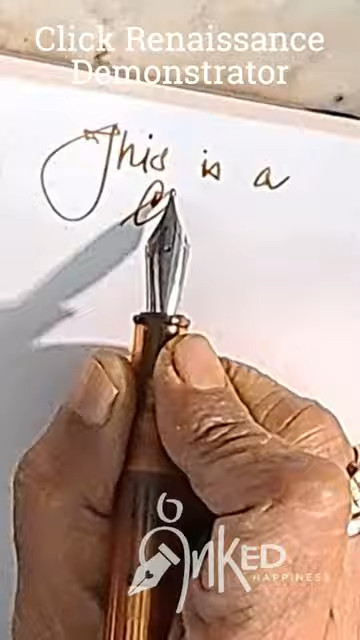 Click Renaissance
Demonstrator
This is a
inKED
HAPPINESS